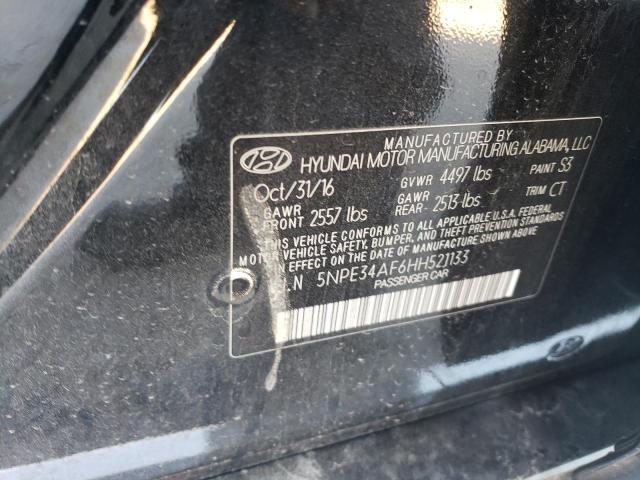 MANUFACTURED BY
HYUNDAI MOTOR MANUFACTURING ALABAMA, LLC
Oct/31/16 GVWR 4497 lbs PAINT S3
GAWR FRONT 2557 lbs GAWR REAR- 2513 lbs TRIM CT
THIS VEHICLE CONFORMS TO ALL APPLICABLE U.S.A. FEDERAL
MOTOR VEHICLE SAFETY, BUMPER, AND THEFT PREVENTION STANDARDS
IN EFFECT ON THE DATE OF MANUFACTURE SHOWN ABOVE.
5NPE34AF6HH521133
PASSENGER CAR